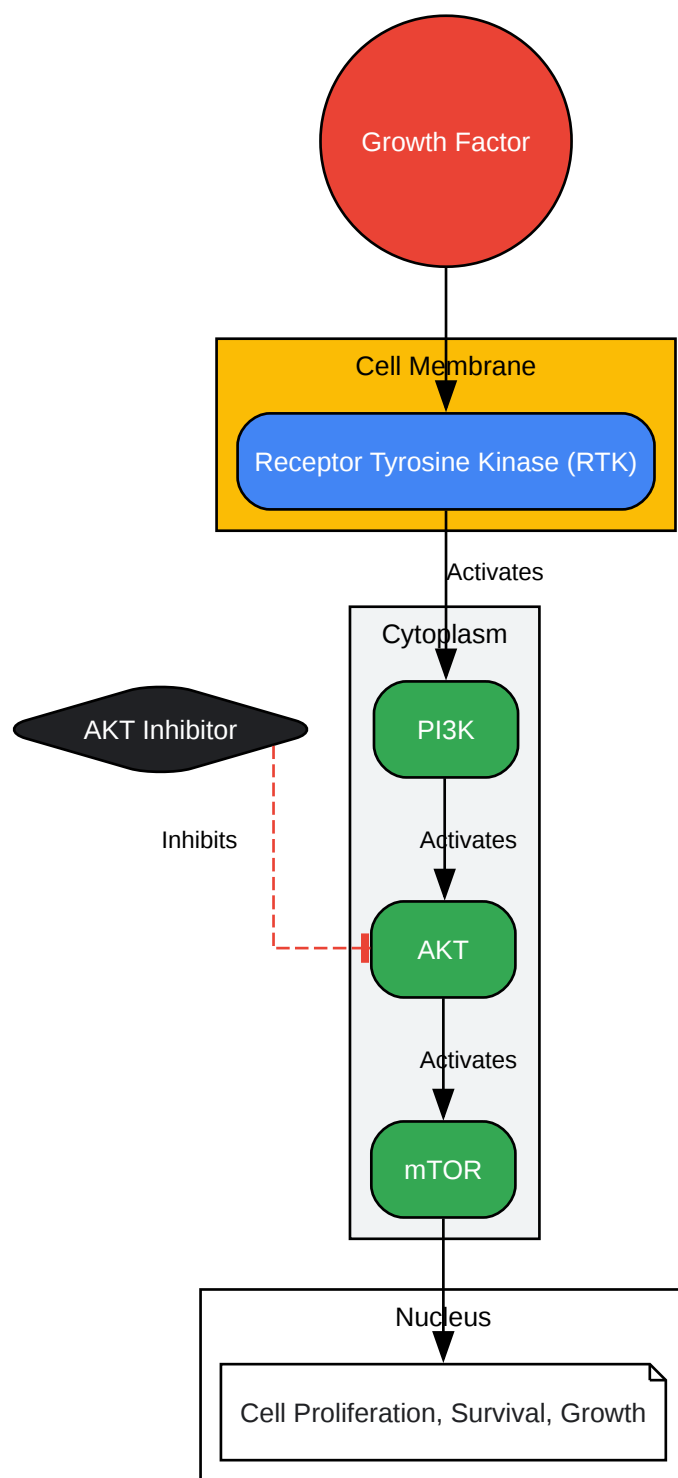 Growth Factor
Cell Membrane
Receptor Tyrosine Kinase (RTK)
Activates
Cytoplasm
PI3K
AKT Inhibitor
Inhibits
Activates
AKT
Activates
mTOR
Nucleus
Cell Proliferation, Survival, Growth